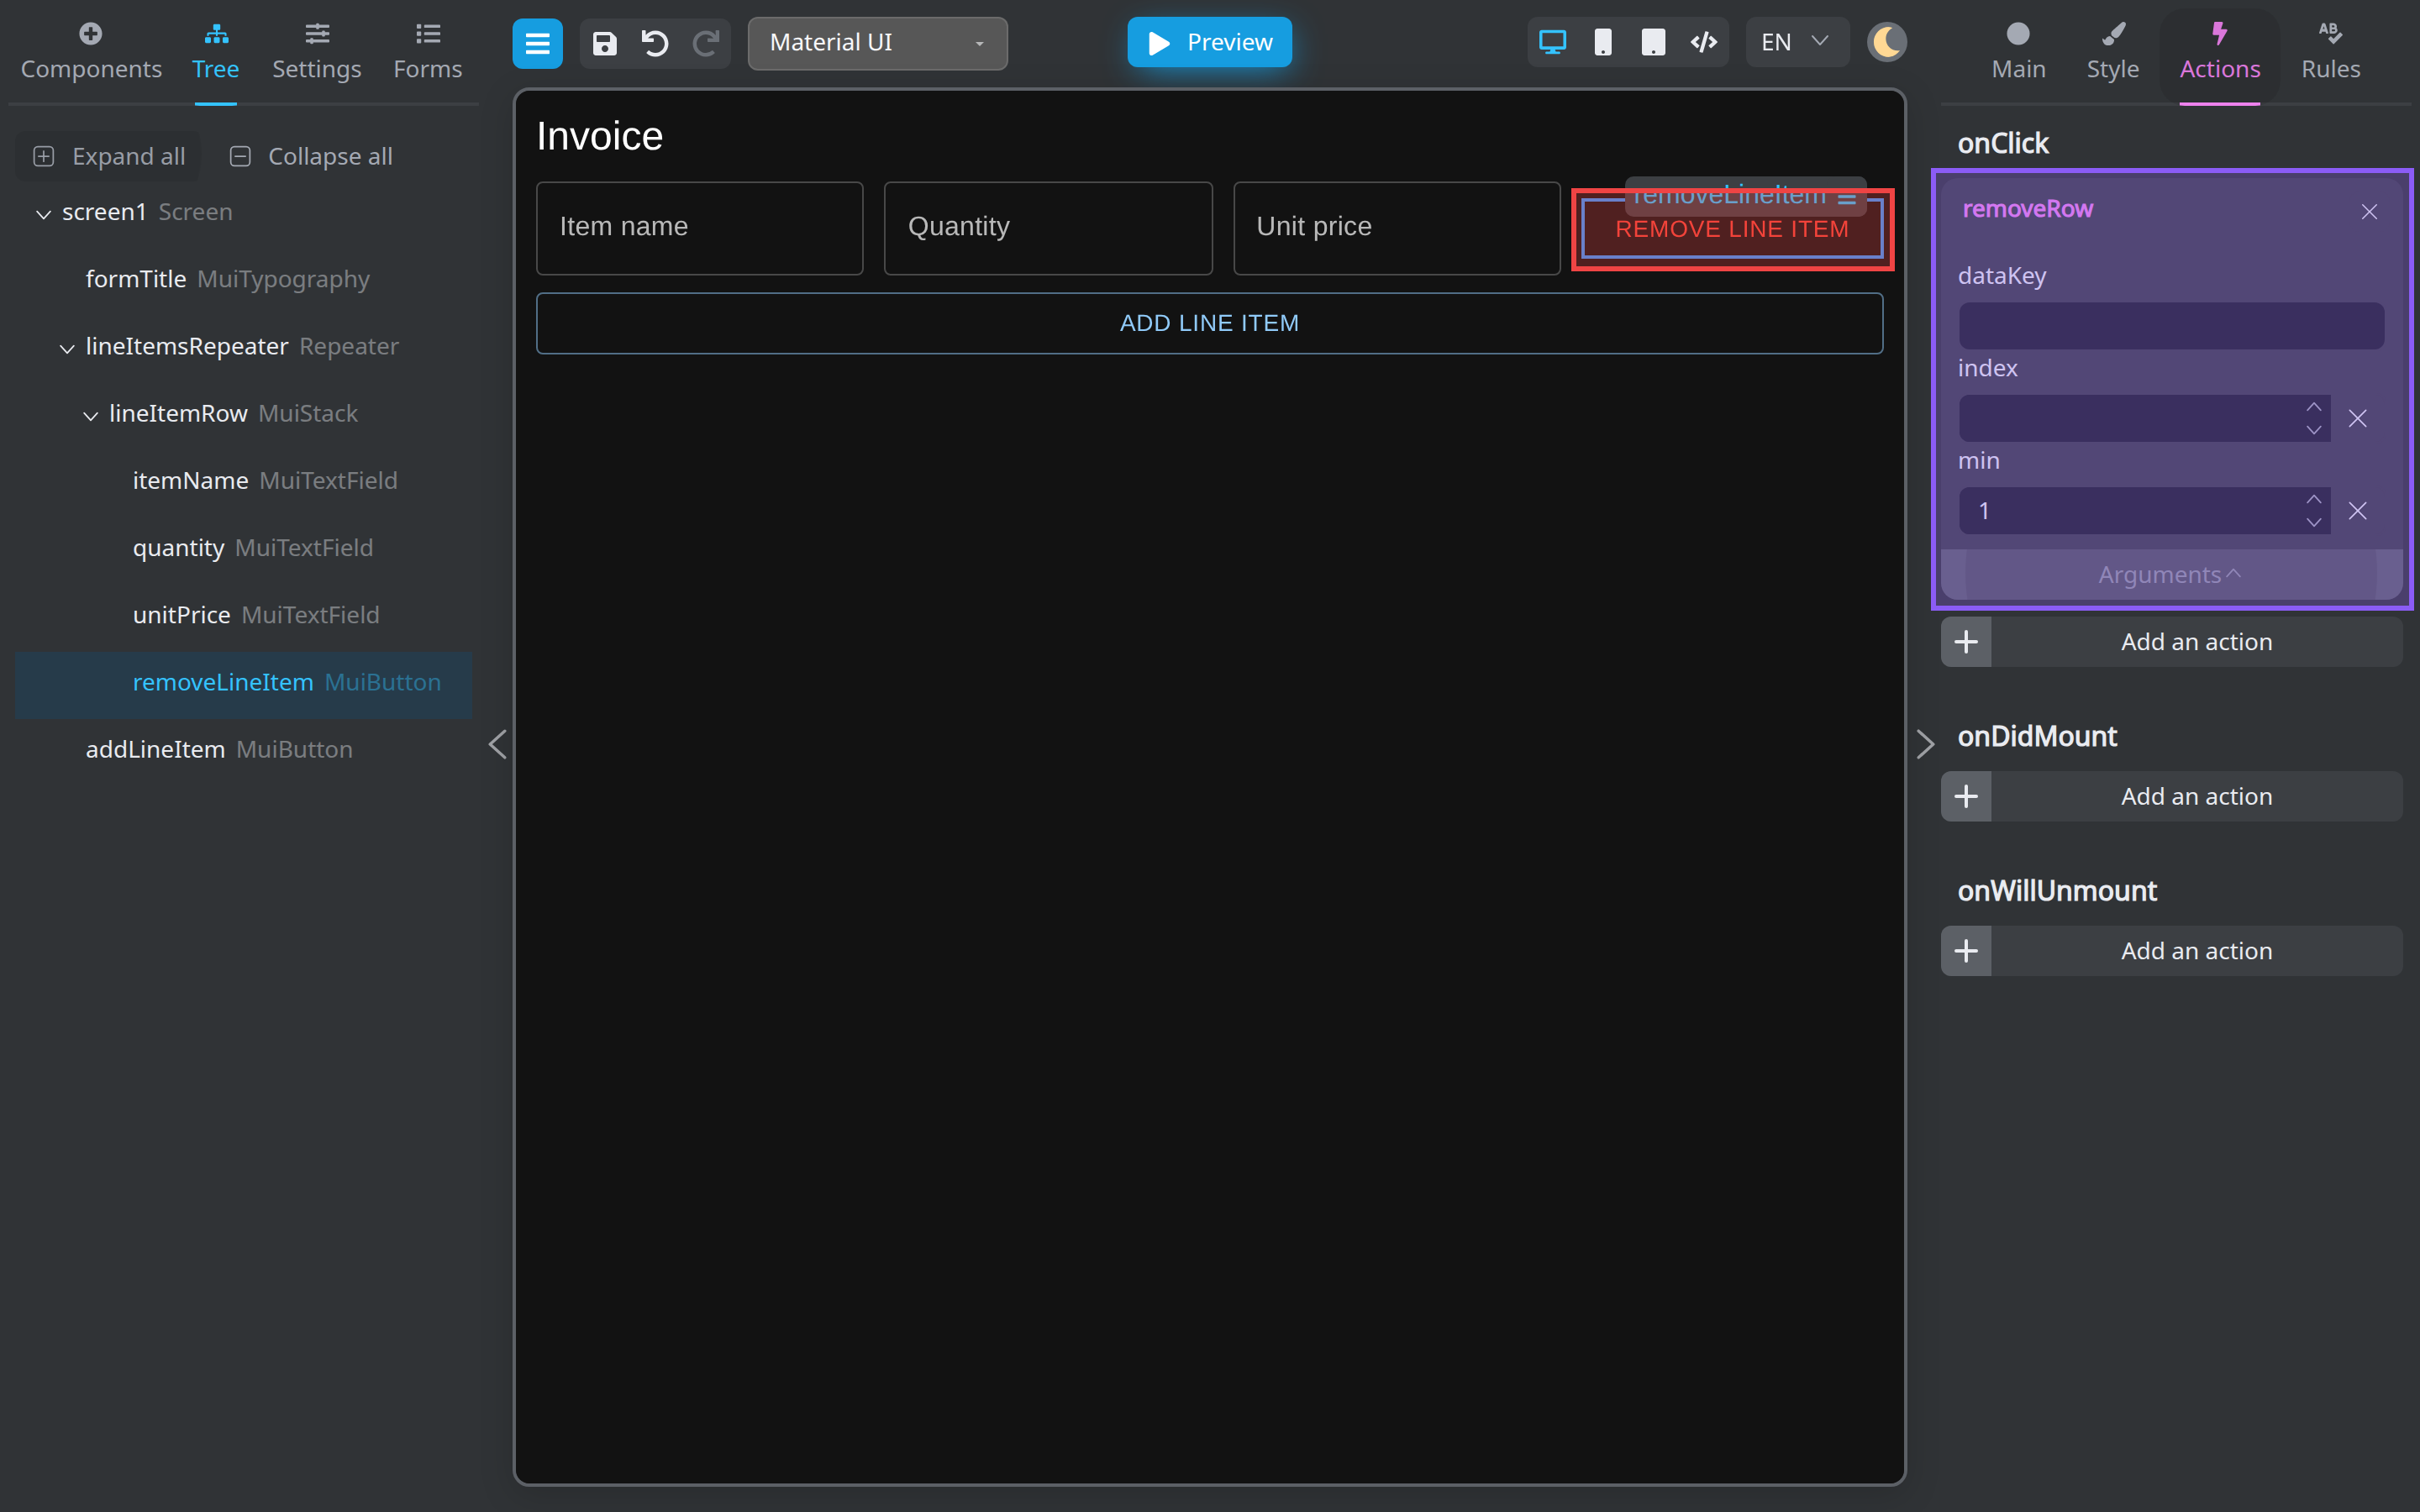 Components
Tree
Settings
Forms
Material UI
Preview
EN
Main
Style
Actions
AB
Rules
Expand all
Collapse all
screen1 Screen
formTitle MuiTypography
lineItemsRepeater Repeater
lineItemRow MuiStack
itemName MuiTextField
quantity MuiTextField
unitPrice MuiTextField
removeLineItem MuiButton
addLineItem MuiButton
Invoice
Item name
Quantity
Unit price
removeLineItem
REMOVE LINE ITEM
ADD LINE ITEM
onClick
removeRow
dataKey
index
min
1
Arguments
Add an action
onDidMount
Add an action
onWillUnmount
Add an action